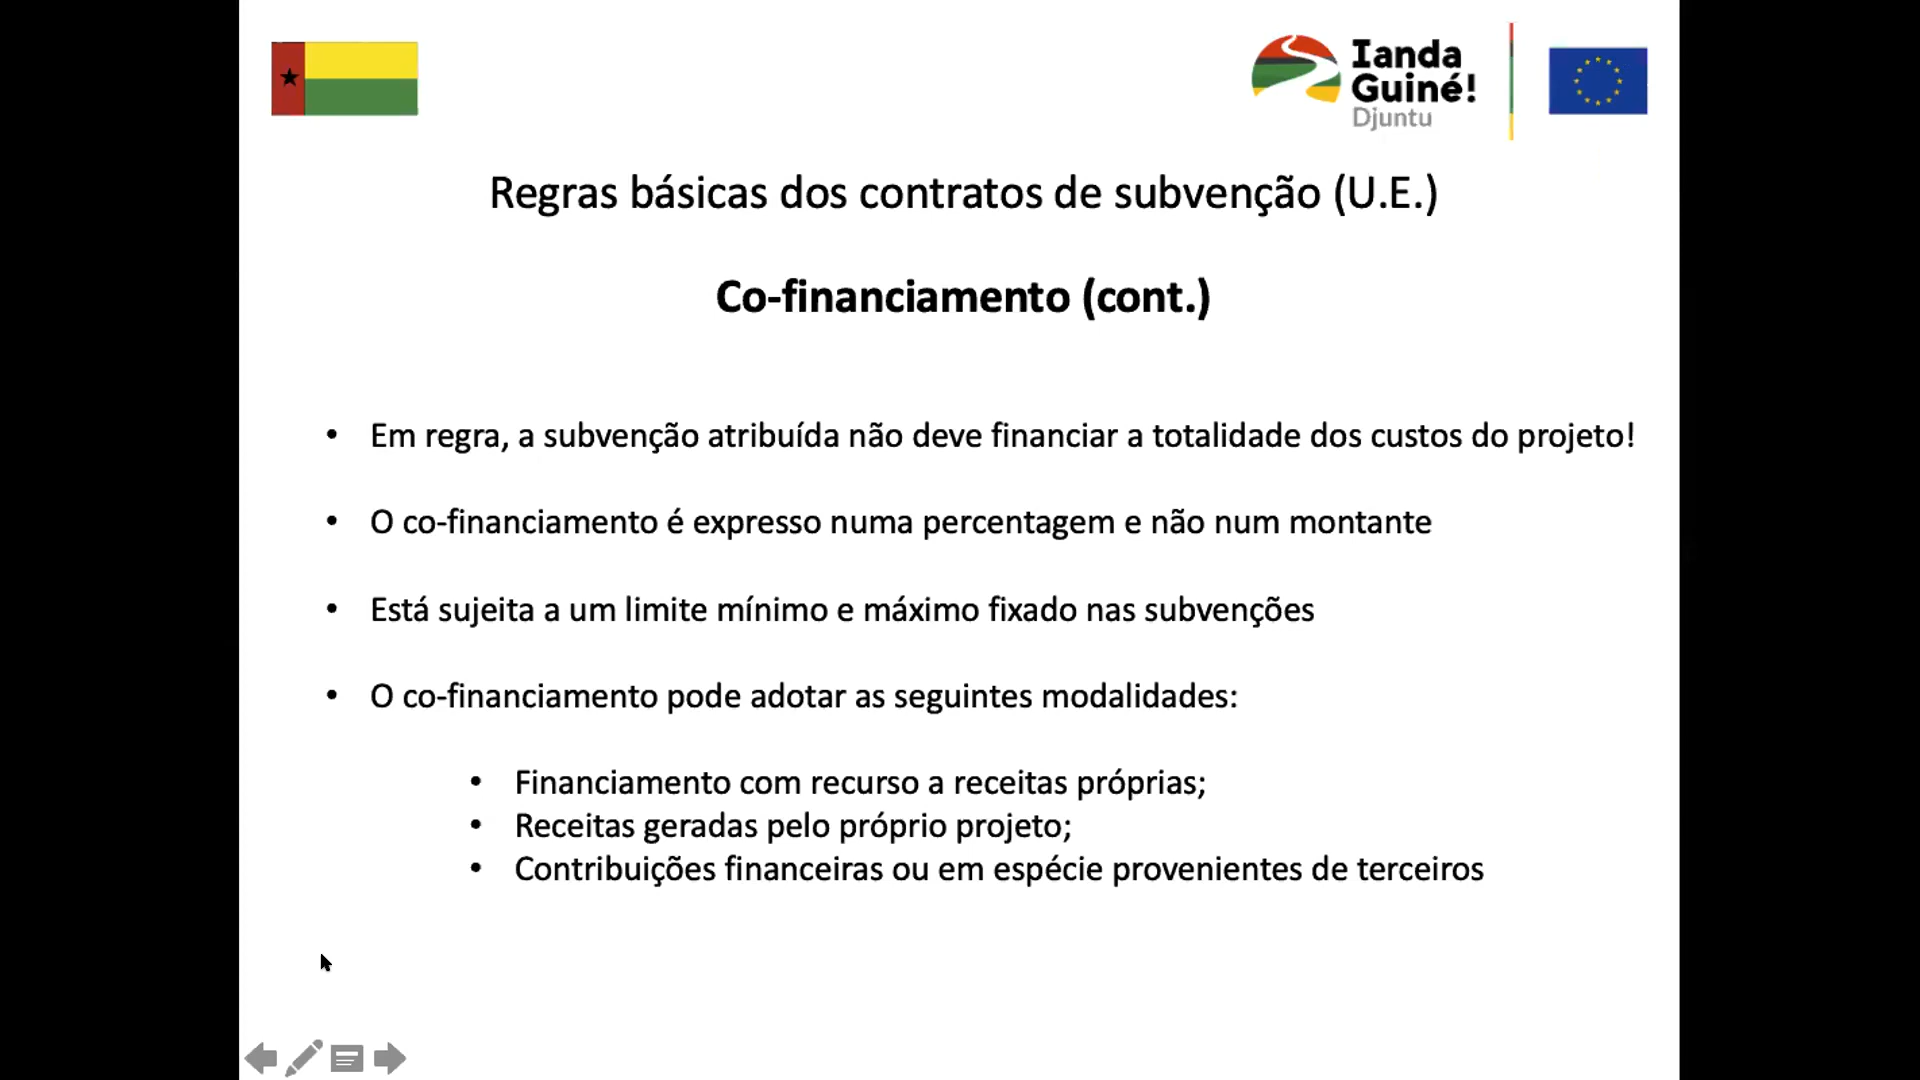 Ianda
Guiné!
Djuntu
Regras básicas dos contratos de subvenção (U.E.)
Co-financiamento (cont.)
• Em regra, a subvenção atribuída não deve financiar a totalidade dos custos do projeto!
• O co-financiamento é expresso numa percentagem e não num montante
• Está sujeita a um limite mínimo e máximo fixado nas subvenções
• O co-financiamento pode adotar as seguintes modalidades:
• Financiamento com recurso a receitas próprias;
• Receitas geradas pelo próprio projeto;
• Contribuições financeiras ou em espécie provenientes de terceiros